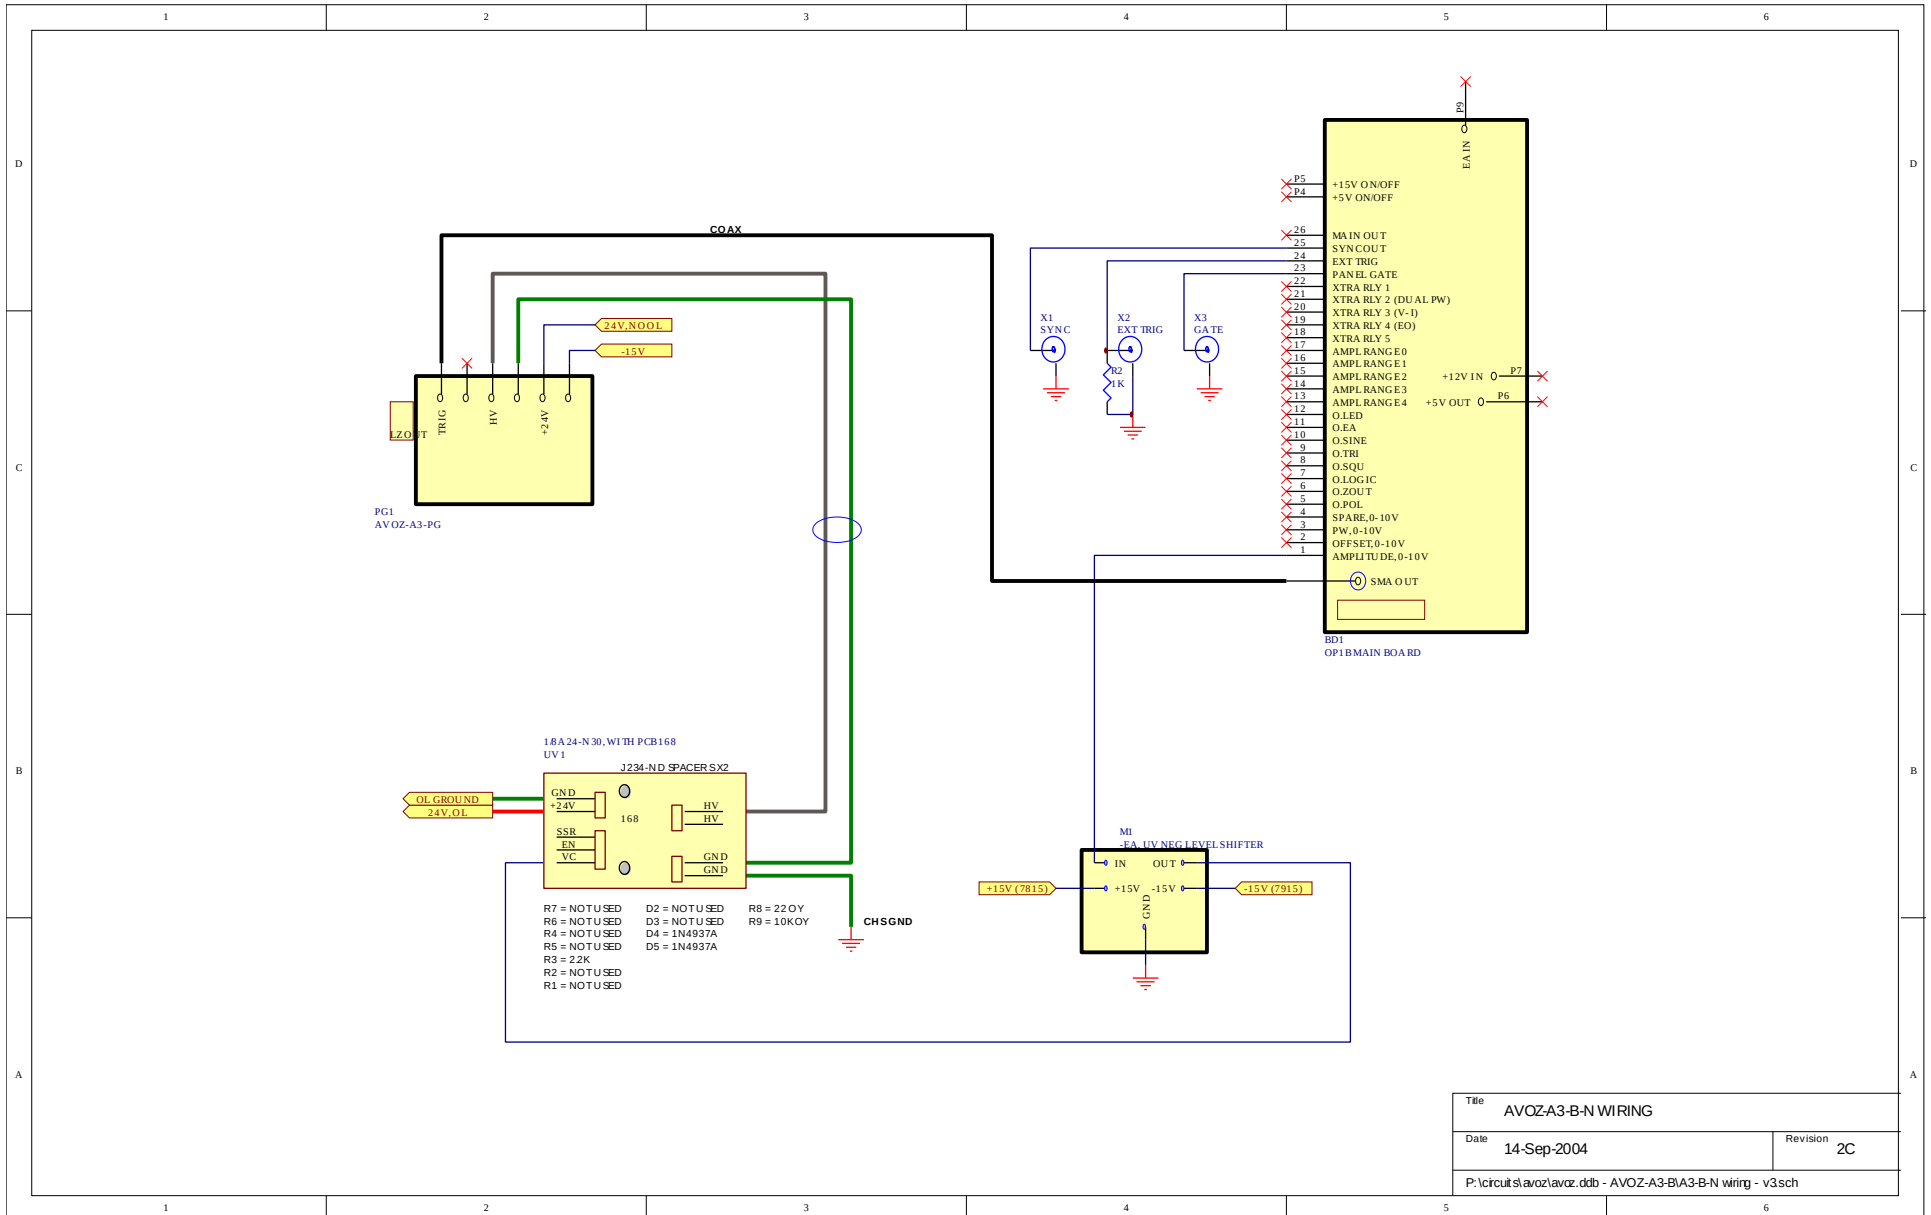 1 2 3 4 5 6
D D
C C
B B
A A
P9
EA IN
P5 +15V ON/OFF
P4 +5V ON/OFF
26 MAIN OUT
25 SYNC OUT
24 EXT TRIG
23 PANEL GATE
22 XTRA RLY 1
21 XTRA RLY 2 (DUAL PW)
20 XTRA RLY 3 (V-I)
19 XTRA RLY 4 (EO)
18 XTRA RLY 5
17 AMPL RANGE 0
16 AMPL RANGE 1
15 AMPL RANGE 2
14 AMPL RANGE 3
13 AMPL RANGE 4
12 O.LED
11 O.EA
10 O.SINE
9 O.TRI
8 O.SQU
7 O.LOGIC
6 O.ZOUT
5 O.POL
4 SPARE, 0-10V
3 PW, 0-10V
2 OFFSET, 0-10V
1 AMPLITUDE, 0-10V
SMA OUT
+12V IN P7
+5V OUT P6
BD1
OP1B MAIN BOARD
COAX
24V, NO OL
-15V
TRIG
HV
+24V
LZOUT
PG1
AVOZ-A3-PG
X1
SYNC
X2
EXT TRIG
X3
GATE
R2
1K
1/8A24-N30, WITH PCB168
UV1
J234-ND SPACERS X2
OL GROUND
24V, OL
GND
+24V
168
SSR
EN
VC
HV
HV
GND
GND
R7 = NOT USED D2 = NOT USED R8 = 22OY
R6 = NOT USED D3 = NOT USED R9 = 10KOY
R4 = NOT USED D4 = 1N4937A
R5 = NOT USED D5 = 1N4937A
R3 = 2.2K
R2 = NOT USED
R1 = NOT USED
CHSGND
M1
-EA, UV NEG LEVEL SHIFTER
IN OUT
+15V (7815) +15V -15V -15V (7915)
GND
Title
AVOZ-A3-B-N WIRING
Date 14-Sep-2004 Revision 2C
P:\circuits\avoz\avoz.ddb - AVOZ-A3-B\A3-B-N wiring - v3.sch
1 2 3 4 5 6